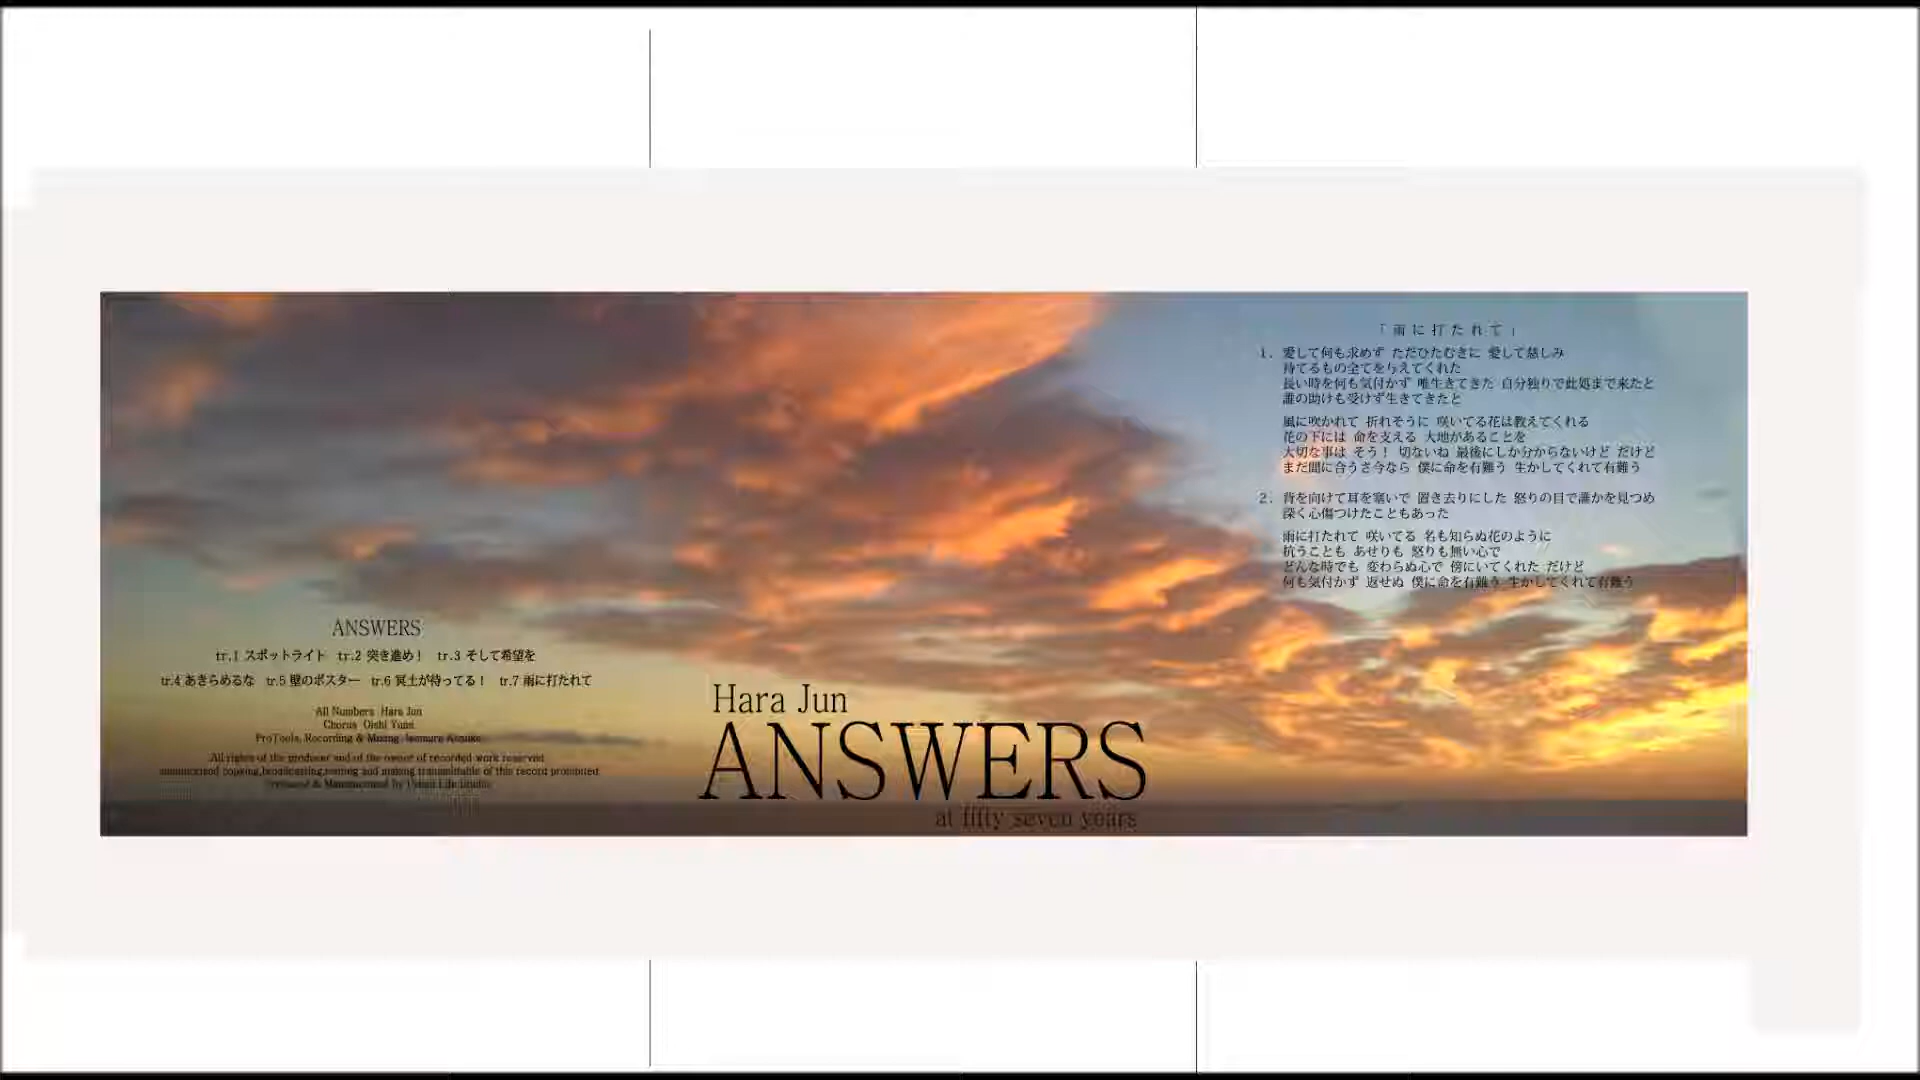 ANSWERS
tr.1 スポットライト tr.2 突き進め! tr.3 そして希望を
tr.4 あきらめるな tr.5 壁のポスター tr.6 冥土が待ってる! tr.7 雨に打たれて
All Numbers Hara Jun
Chorus Oishi Yumi
ProTools, Recording & Mixing
All rights of the producer and of the owner of recorded work reserved
copying, broadcasting, and making transmittable of this record prohibited
Produced & Manufactured by Urban Life Studio
Hara Jun
ANSWERS
at fifty seven years
「雨に打たれて」
1. 愛して何も求めず ただひたむきに 愛して慈しみ
持てるもの全てを与えてくれた
長い時を何も気付かず 唯生きてきた 自分独りで此処まで来たと
誰の助けも受けず生きてきたと
風に吹かれて 折れそうに 咲いてる花は教えてくれる
花の下には 命を支える 大地があることを
大切な事は そう! 切ないね 最後にしか分からないけど だけど
まだ間に合うさ今なら 僕に命を有難う 生かしてくれて有難う
2. 背を向けて耳を塞いで 置き去りにした 怒りの目で誰かを見つめ
深く心傷つけたこともあった
雨に打たれて 咲いてる 名も知らぬ花のように
抗うことも あせりも 怒りも無い心で
どんな時でも 変わらぬ心で 傍にいてくれた だけど
何も気付かず 返せぬ 僕に命を有難う 生かしてくれて有難う